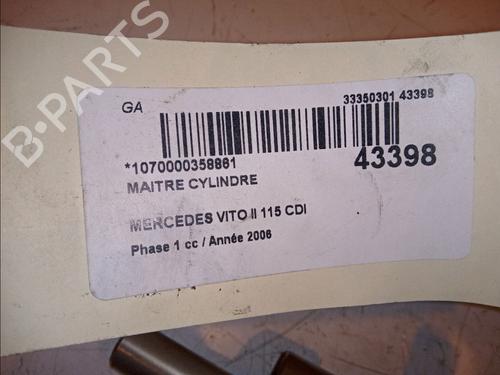 B-PARTS
GA
33350301 43398
*1070000358861
43398
MAITRE CYLINDRE
MERCEDES VITO II 115 CDI
Phase 1 cc / Année 2006